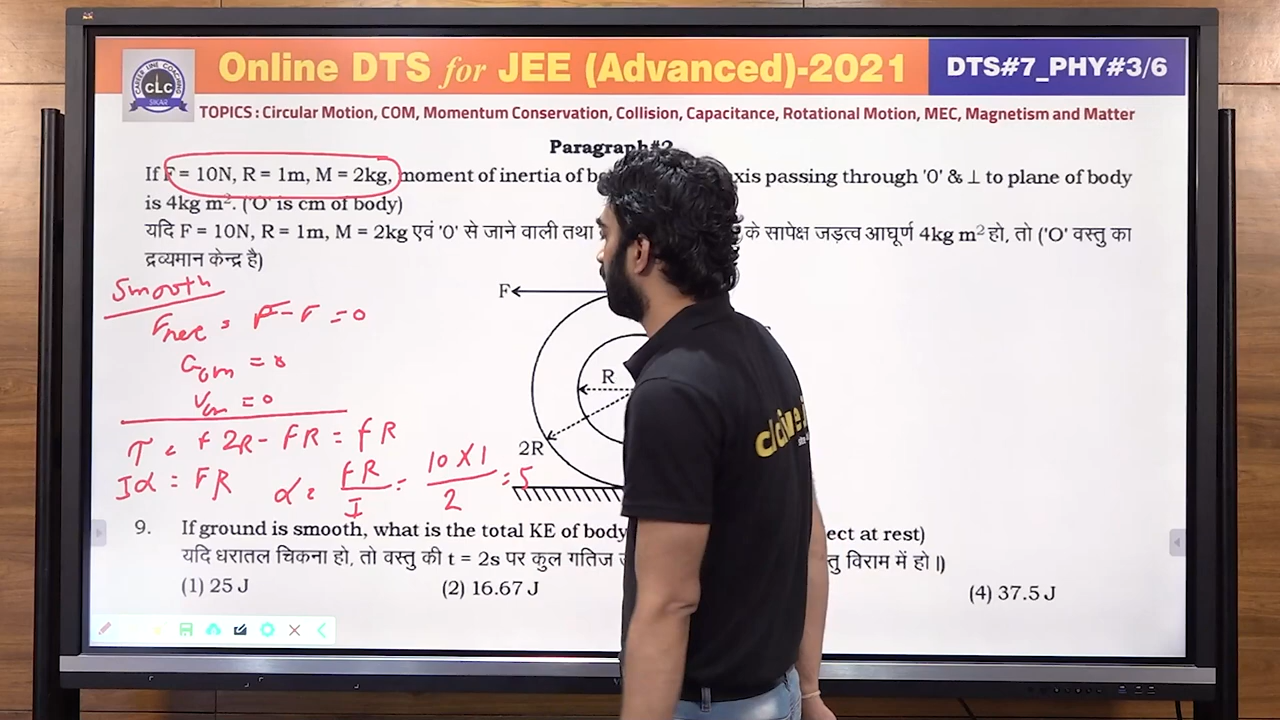 Online DTS for JEE (Advanced)-2021
DTS#7_PHY#3/6
CLC
SIKAR
TOPICS : Circular Motion, COM, Momentum Conservation, Collision, Capacitance, Rotational Motion, MEC, Magnetism and Matter
Paragraph#2
If F = 10N, R = 1m, M = 2kg, moment of inertia of xis passing through 'O' & ⊥ to plane of body
is 4kg m². ('O' is cm of body)
यदि F = 10N, R = 1m, M = 2kg एवं 'O' से जाने वाली तथा के सापेक्ष जड़त्व आघूर्ण 4kg m² हो, तो ('O' वस्तु का
द्रव्यमान केन्द्र है)
Smooth
Fnet = F - F = 0
acm = 0
Vcm = 0
τ = F 2R - FR = FR
Iα = FR
α = FR/I = 10 X 1/2 = 5
F
R
2R
9. If ground is smooth, what is the total KE of body ect at rest)
यदि धरातल चिकना हो, तो वस्तु की t = 2s पर कुल गतिज तु विराम में हो।)
(1) 25 J (2) 16.67 J (4) 37.5 J